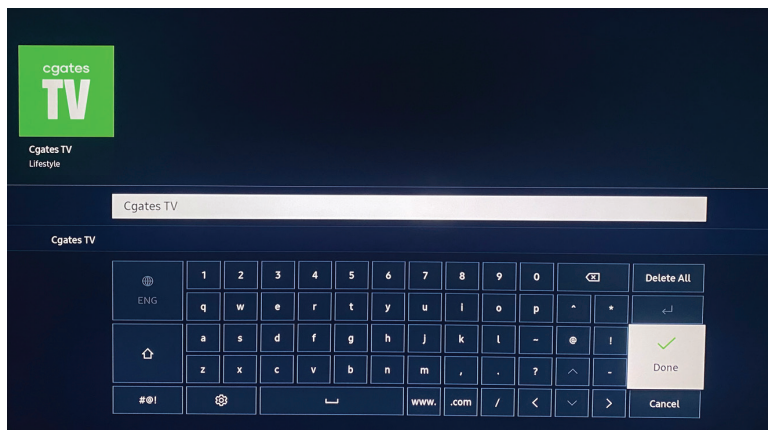 cgates
TV
Cgates TV
Lifestyle
Cgates TV
Cgates TV
ENG
1 2 3 4 5 6 7 8 9 0 Delete All
q w e r t y u i o p ^ *
a s d f g h j k l ~ @ !
z x c v b n m , . ? ^ - Done
#@! www. .com / < > Cancel